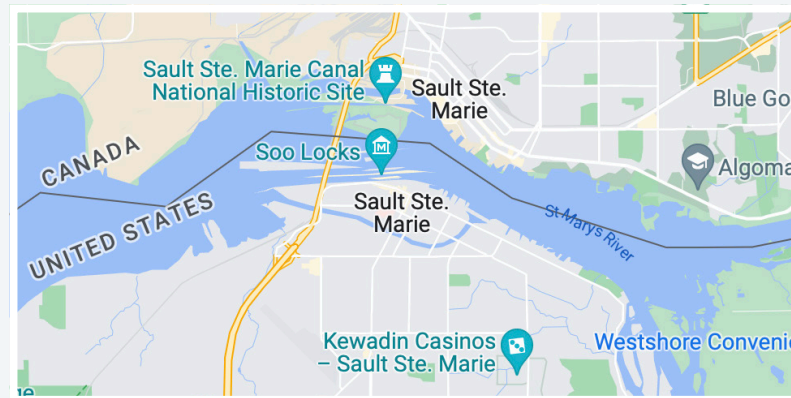 Sault Ste. Marie Canal
National Historic Site
Sault Ste.
Marie
Blue Go
CANADA
Soo Locks
Algoma
UNITED STATES
Sault Ste.
Marie
St Marys River
Kewadin Casinos
– Sault Ste. Marie
Westshore Conveni